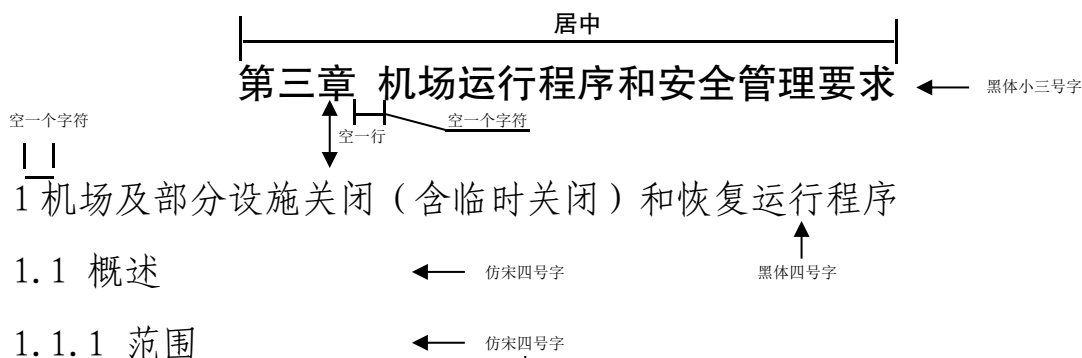 居中
第三章 机场运行程序和安全管理要求
黑体小三号字
空一个字符
空一行
空一个字符
1 机场及部分设施关闭（含临时关闭）和恢复运行程序
1.1 概述
仿宋四号字
黑体四号字
1.1.1 范围
仿宋四号字